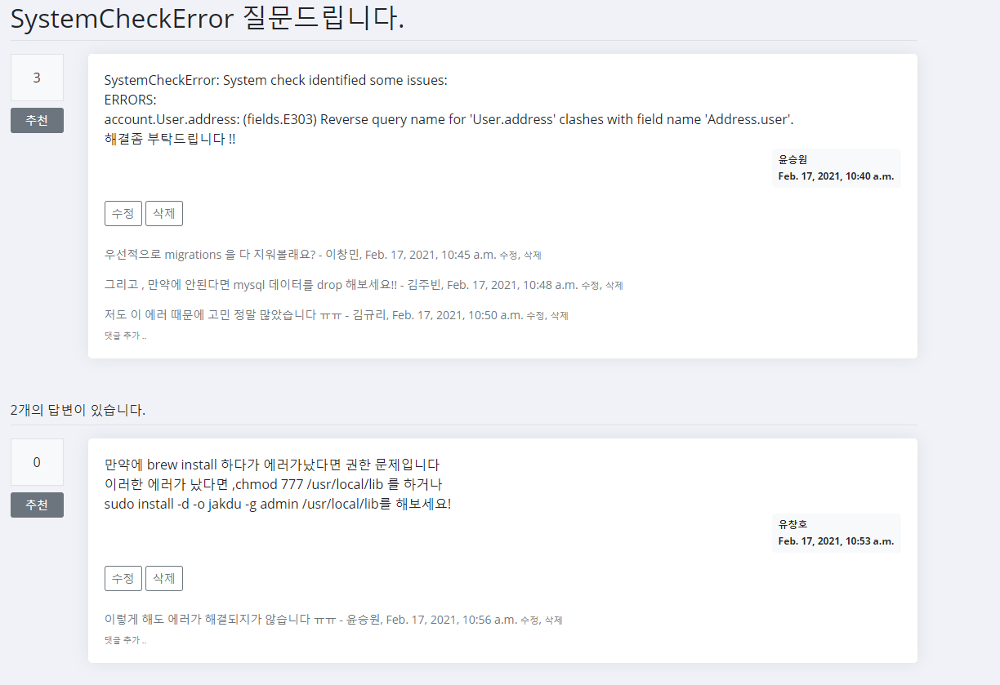 SystemCheckError 질문드립니다.
3
추천
SystemCheckError: System check identified some issues:
ERRORS:
account.User.address: (fields.E303) Reverse query name for 'User.address' clashes with field name 'Address.user'.
해결좀 부탁드립니다 !!
윤승원
Feb. 17, 2021, 10:40 a.m.
수정 삭제
우선적으로 migrations 을 다 지워볼래요? - 이창민, Feb. 17, 2021, 10:45 a.m. 수정, 삭제
그리고 , 만약에 안된다면 mysql 데이터를 drop 해보세요!! - 김주빈, Feb. 17, 2021, 10:48 a.m. 수정, 삭제
저도 이 에러 때문에 고민 정말 많았습니다 ㅠㅠ - 김규리, Feb. 17, 2021, 10:50 a.m. 수정, 삭제
댓글 추가 ..
2개의 답변이 있습니다.
0
추천
만약에 brew install 하다가 에러가났다면 권한 문제입니다
이러한 에러가 났다면 ,chmod 777 /usr/local/lib 를 하거나
sudo install -d -o jakdu -g admin /usr/local/lib를 해보세요!
유창호
Feb. 17, 2021, 10:53 a.m.
수정 삭제
이렇게 해도 에러가 해결되지가 않습니다 ㅠㅠ - 윤승원, Feb. 17, 2021, 10:56 a.m. 수정, 삭제
댓글 추가 ..